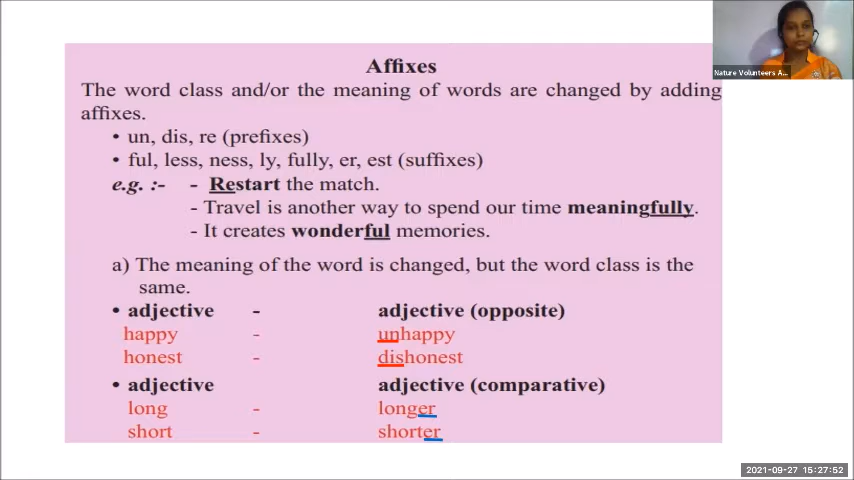 Nature Volunteers A...
Affixes
The word class and/or the meaning of words are changed by adding
affixes.
• un, dis, re (prefixes)
• ful, less, ness, ly, fully, er, est (suffixes)
e.g. :- - Restart the match.
- Travel is another way to spend our time meaningfully.
- It creates wonderful memories.
a) The meaning of the word is changed, but the word class is the
same.
• adjective - adjective (opposite)
happy - unhappy
honest - dishonest
• adjective adjective (comparative)
long - longer
short - shorter
2021-09-27 15:27:52